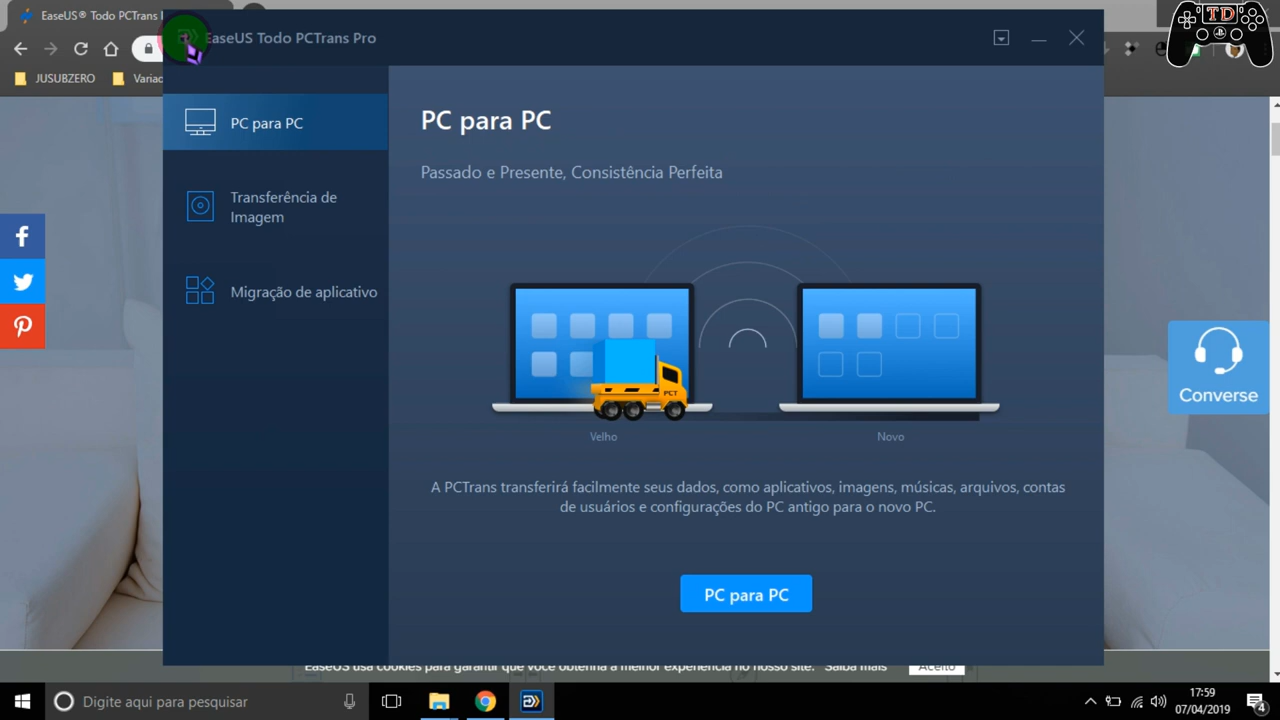 EaseUS® Todo PCTrans
TD
EaseUS Todo PCTrans Pro
JUSUBZERO
PC para PC
Transferência de
Imagem
Migração de aplicativo
PC para PC
Passado e Presente, Consistência Perfeita
PCT
Velho
Novo
A PCTrans transferirá facilmente seus dados, como aplicativos, imagens, músicas, arquivos, contas
de usuários e configurações do PC antigo para o novo PC.
PC para PC
Converse
EaseUS usa cookies para garantir que você obtenha a melhor experiência no nosso site. Saiba mais
Aceito
Digite aqui para pesquisar
17:59
07/04/2019
4